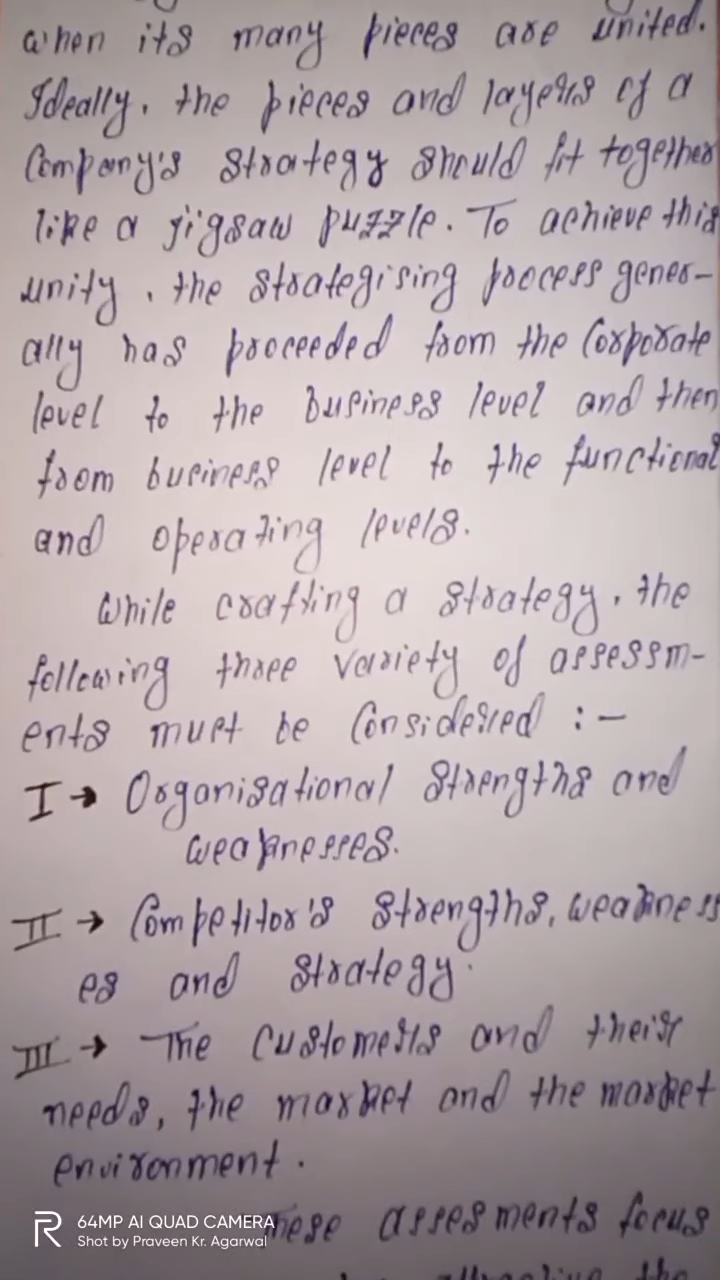 when its many pieces are united.
Ideally, the pieces and layers of a
Company's strategy should fit together
like a jigsaw puzzle. To achieve this
unity, the strategising process gener-
ally has proceeded from the Corporate
level to the business level and then
from business level to the functional
and operating levels.
While crafting a strategy, the
following three variety of assessm-
ents must be Considered :-
I → Organisational strengths and
weaknesses.
II → Competitor's strengths, weakness
es and strategy.
III → The customers and their
needs, the market and the market
environment.
These assesments focus
the
64MP AI QUAD CAMERA
Shot by Praveen Kr. Agarwal